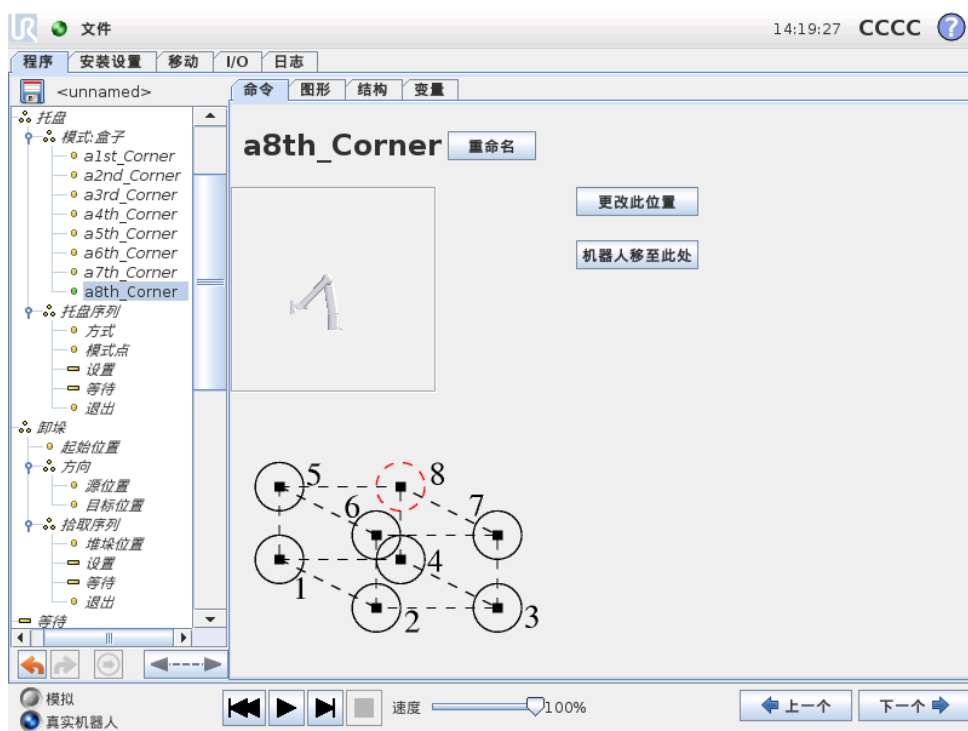 UR 文件 14:19:27 CCCC ?
程序 安装设置 移动 I/O 日志
<unnamed> 命令 图形 结构 变量
托盘
模式:盒子
a1st_Corner
a2nd_Corner
a3rd_Corner
a4th_Corner
a5th_Corner
a6th_Corner
a7th_Corner
a8th_Corner
托盘序列
方式
模式点
设置
等待
退出
卸垛
起始位置
方向
源位置
目标位置
拾取序列
堆垛位置
设置
等待
退出
等待
a8th_Corner 重命名
更改此位置
机器人移至此处
5 8
6 7
1 4
2 3
模拟
真实机器人
速度 100%
上一个 下一个